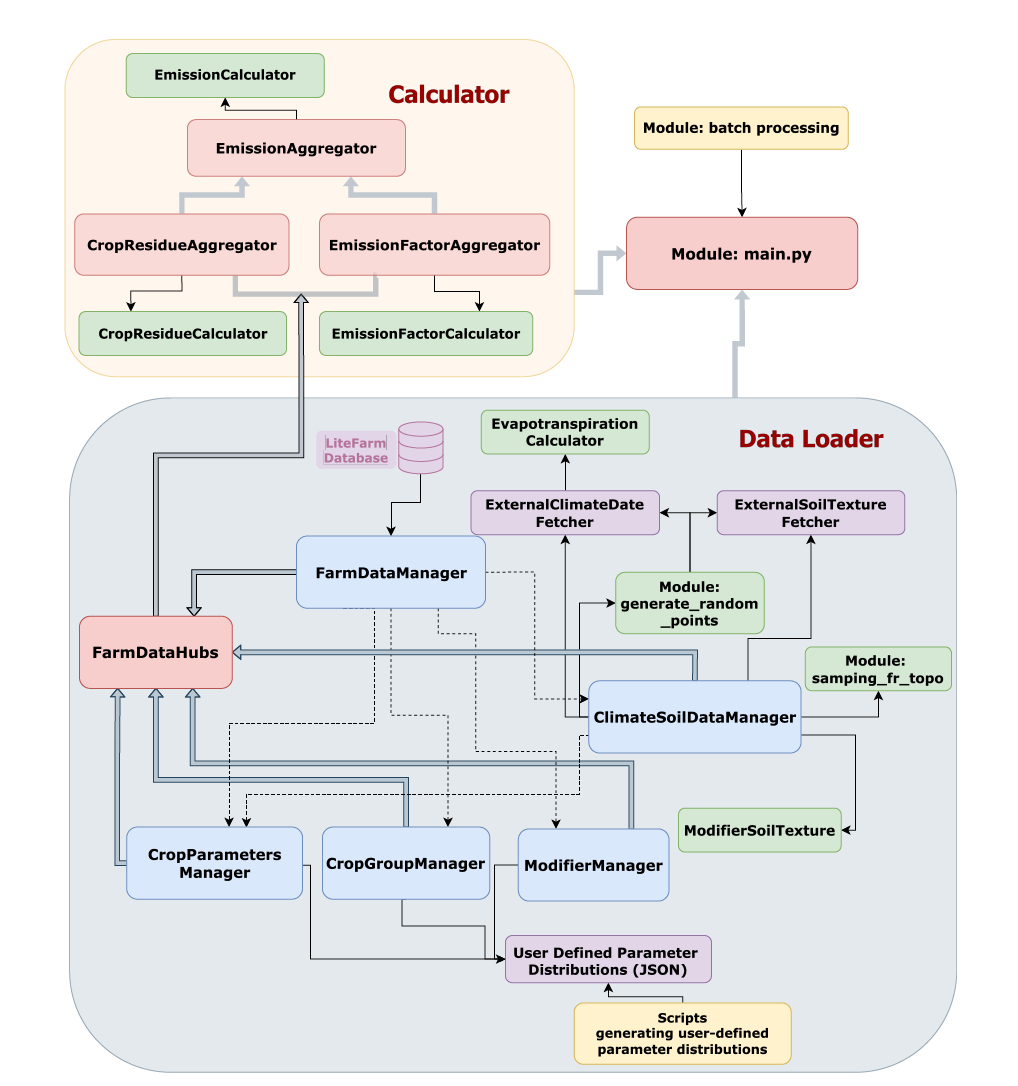 EmissionCalculator
Calculator
EmissionAggregator
Module: batch processing
CropResidueAggregator
EmissionFactorAggregator
Module: main.py
CropResidueCalculator
EmissionFactorCalculator
Data Loader
LiteFarm
Database
Evapotranspiration
Calculator
ExternalClimateDate
Fetcher
ExternalSoilTexture
Fetcher
FarmDataManager
Module:
generate_random
_points
FarmDataHubs
Module:
samping_fr_topo
ClimateSoilDataManager
ModifierSoilTexture
CropParameters
Manager
CropGroupManager
ModifierManager
User Defined Parameter
Distributions (JSON)
Scripts
generating user-defined
parameter distributions